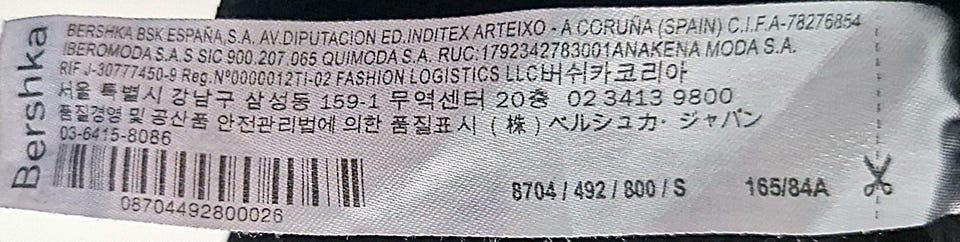 Bershka
BERSHKA BSK ESPAÑA, S.A. AV.DIPUTACION ED.INDITEX ARTEIXO - A CORUÑA (SPAIN) C.I.F.A-78276854
IBEROMODA S.A.S SIC 900.207.065 QUIMODA S.A. RUC:1792342783001ANAKENA MODA S.A.
RIF J-30777450-9 Reg.N°0000012TI-02 FASHION LOGISTICS LLC버쉬카코리아
서울 특별시 강남구 삼성동 159-1 무역센터 20층 02 3413 9800
품질경영 및 공산품 안전관리법에 의한 품질표시 (株) ベルシュカ・ジャパン
03-6415-8086
08704492800026
8704 / 492 / 800 / S 165/84A